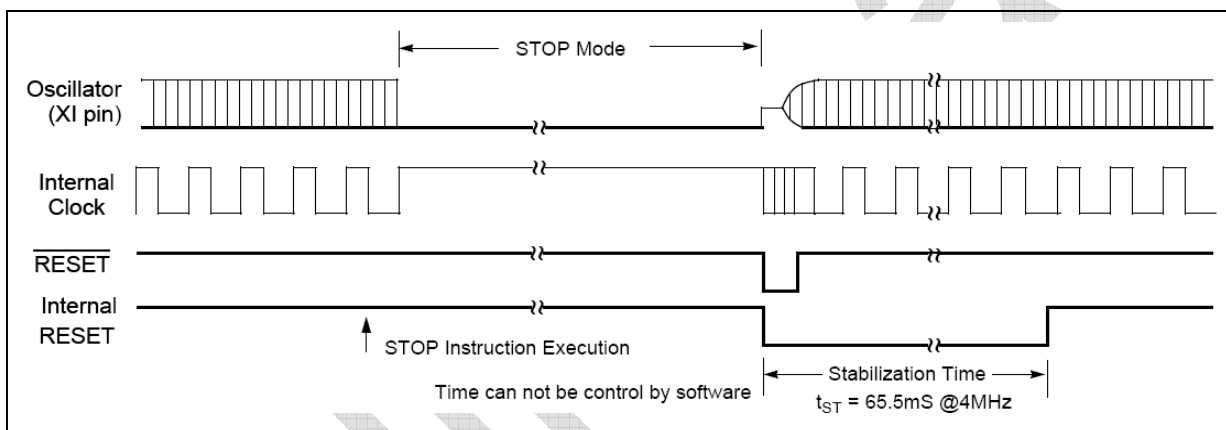 STOP Mode
Oscillator
(XI pin)
Internal
Clock
RESET
Internal
RESET
STOP Instruction Execution
Time can not be control by software
Stabilization Time
tST = 65.5mS @4MHz